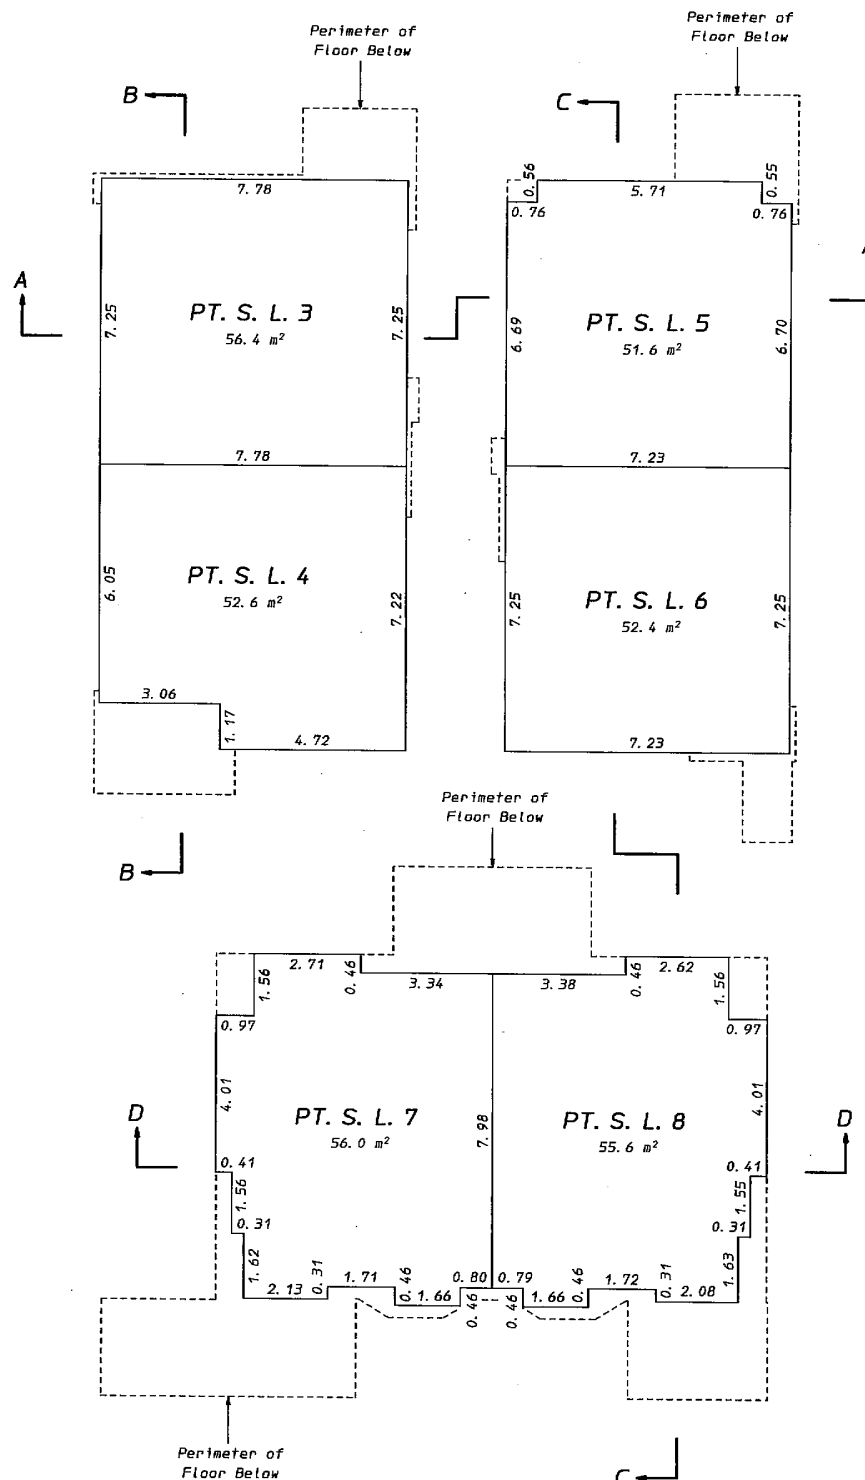 Perimeter of
Floor Below
Perimeter of
Floor Below
B
C
7.78
0.56
5.71
0.55
0.76
0.76
A
A
7.25
PT. S. L. 3
56.4 m²
7.25
6.69
PT. S. L. 5
51.6 m²
6.70
7.78
7.23
6.05
PT. S. L. 4
52.6 m²
7.22
7.25
PT. S. L. 6
52.4 m²
7.25
3.06
1.17
4.72
7.23
Perimeter of
Floor Below
B
2.71
0.46
1.56
3.34
3.38
0.46
2.62
1.56
0.97
0.97
4.01
4.01
D
PT. S. L. 7
56.0 m²
7.98
PT. S. L. 8
55.6 m²
D
0.41
0.41
1.56
1.55
0.31
0.31
1.62
1.63
2.13
0.31
1.71
0.46
1.66
0.80
0.46
0.79
0.46
1.66
0.46
1.72
0.31
2.08
Perimeter of
Floor Below
C